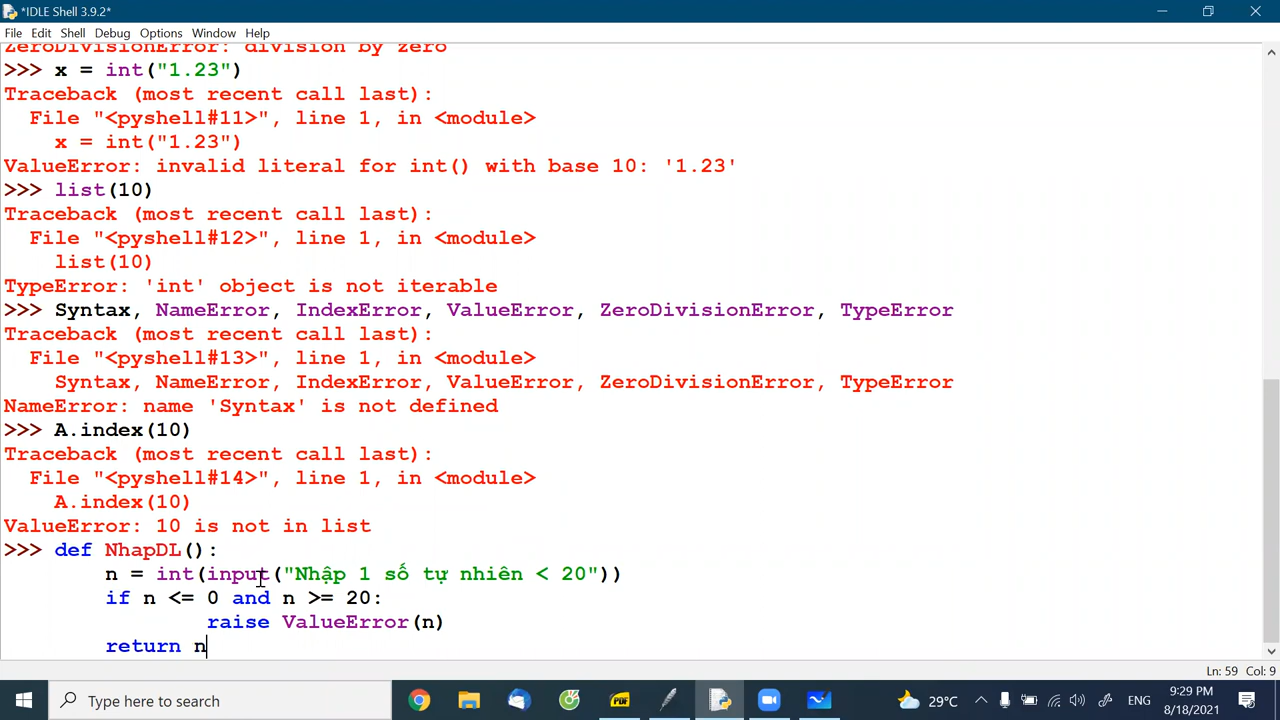 *IDLE Shell 3.9.2*
File Edit Shell Debug Options Window Help
ZeroDivisionError: division by zero
>>> x = int("1.23")
Traceback (most recent call last):
  File "<pyshell#11>", line 1, in <module>
    x = int("1.23")
ValueError: invalid literal for int() with base 10: '1.23'
>>> list(10)
Traceback (most recent call last):
  File "<pyshell#12>", line 1, in <module>
    list(10)
TypeError: 'int' object is not iterable
>>> Syntax, NameError, IndexError, ValueError, ZeroDivisionError, TypeError
Traceback (most recent call last):
  File "<pyshell#13>", line 1, in <module>
    Syntax, NameError, IndexError, ValueError, ZeroDivisionError, TypeError
NameError: name 'Syntax' is not defined
>>> A.index(10)
Traceback (most recent call last):
  File "<pyshell#14>", line 1, in <module>
    A.index(10)
ValueError: 10 is not in list
>>> def NhapDL():
        n = int(input("Nhập 1 số tự nhiên < 20"))
        if n <= 0 and n >= 20:
                raise ValueError(n)
        return n
Ln: 59 Col: 9
Type here to search
PDF
29°C
ENG
9:29 PM
8/18/2021